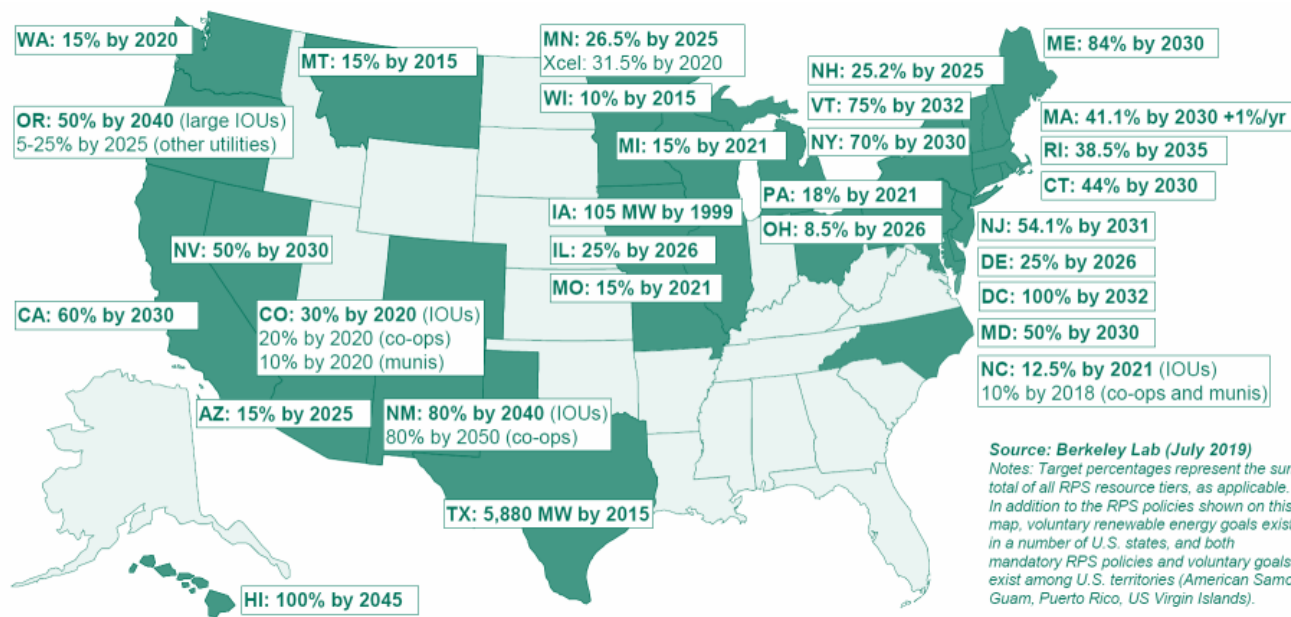 WA: 15% by 2020
MT: 15% by 2015
MN: 26.5% by 2025
Xcel: 31.5% by 2020
ME: 84% by 2030
NH: 25.2% by 2025
WI: 10% by 2015
VT: 75% by 2032
OR: 50% by 2040 (large IOUs)
5-25% by 2025 (other utilities)
MA: 41.1% by 2030 +1%/yr
MI: 15% by 2021
NY: 70% by 2030
RI: 38.5% by 2035
CT: 44% by 2030
PA: 18% by 2021
IA: 105 MW by 1999
OH: 8.5% by 2026
NJ: 54.1% by 2031
NV: 50% by 2030
IL: 25% by 2026
DE: 25% by 2026
MO: 15% by 2021
DC: 100% by 2032
CA: 60% by 2030
CO: 30% by 2020 (IOUs)
20% by 2020 (co-ops)
10% by 2020 (munis)
MD: 50% by 2030
NC: 12.5% by 2021 (IOUs)
10% by 2018 (co-ops and munis)
AZ: 15% by 2025
NM: 80% by 2040 (IOUs)
80% by 2050 (co-ops)
TX: 5,880 MW by 2015
HI: 100% by 2045
Source: Berkeley Lab (July 2019)
Notes: Target percentages represent the sum
total of all RPS resource tiers, as applicable.
In addition to the RPS policies shown on this
map, voluntary renewable energy goals exist
in a number of U.S. states, and both
mandatory RPS policies and voluntary goals
exist among U.S. territories (American Samo
Guam, Puerto Rico, US Virgin Islands).